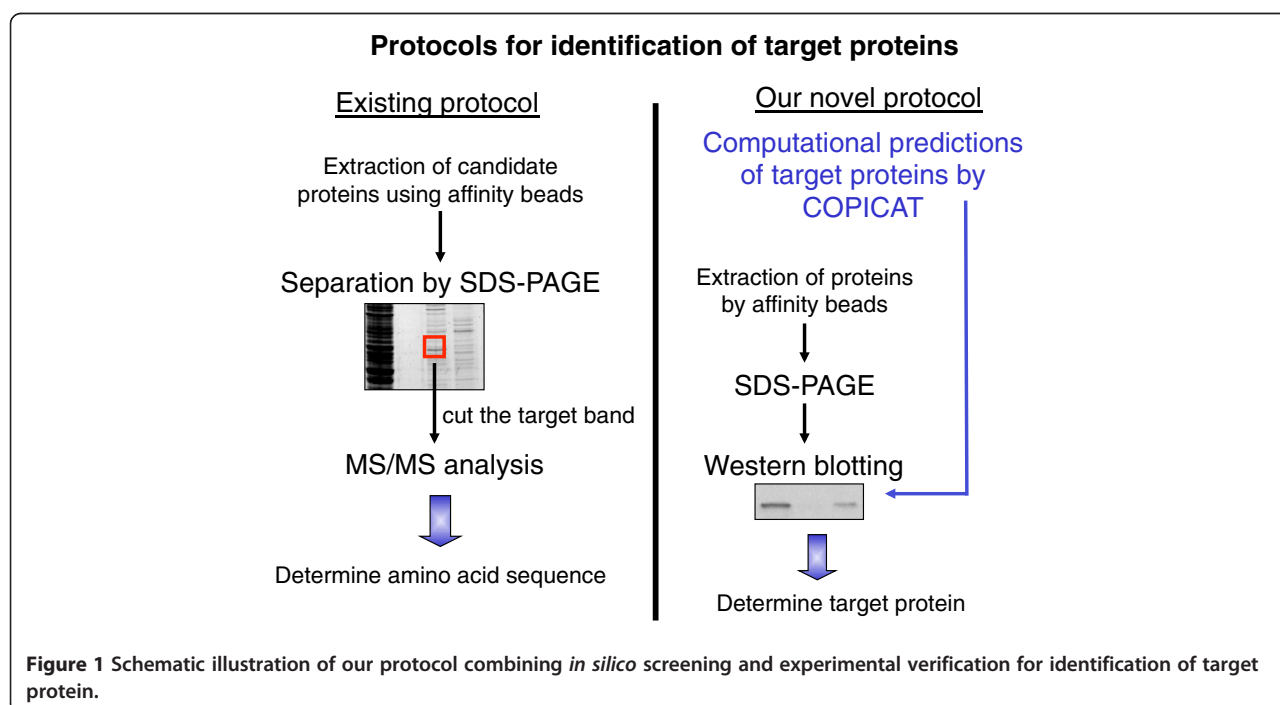 Protocols for identification of target proteins
Existing protocol
Extraction of candidate
proteins using affinity beads
Separation by SDS-PAGE
cut the target band
MS/MS analysis
Determine amino acid sequence
Our novel protocol
Computational predictions
of target proteins by
COPICAT
Extraction of proteins
by affinity beads
SDS-PAGE
Western blotting
Determine target protein
Figure 1 Schematic illustration of our protocol combining in silico screening and experimental verification for identification of target
protein.